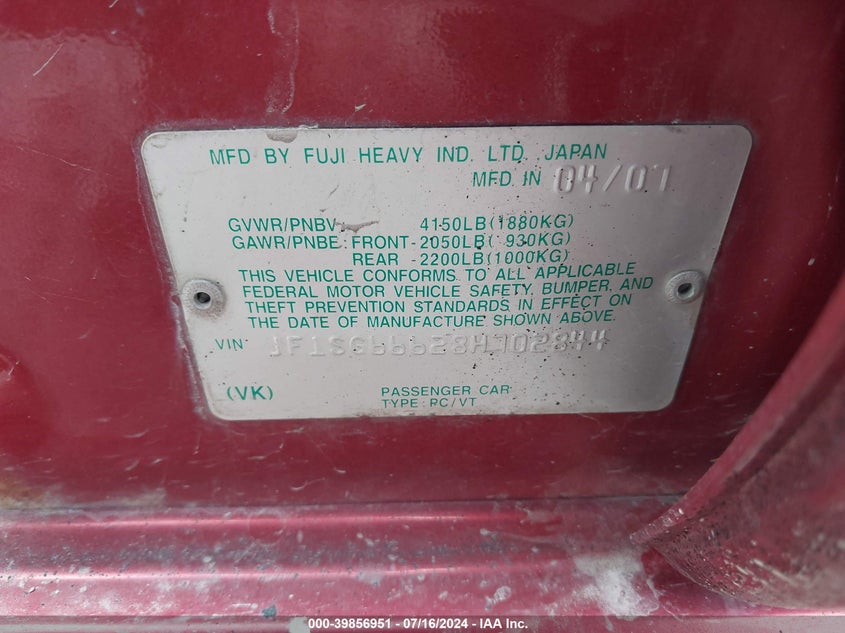 MFD BY FUJI HEAVY IND. LTD. JAPAN
MFD IN 04/07
GVWR/PNBV- 4150LB(1880KG)
GAWR/PNBE: FRONT-2050LB( 930KG)
REAR -2200LB(1000KG)
THIS VEHICLE CONFORMS TO ALL APPLICABLE
FEDERAL MOTOR VEHICLE SAFETY, BUMPER, AND
THEFT PREVENTION STANDARDS IN EFFECT ON
THE DATE OF MANUFACTURE SHOWN ABOVE.
VIN
(VK)
PASSENGER CAR
TYPE: RC/VT
000-39856951 - 07/16/2024 - IAA Inc.